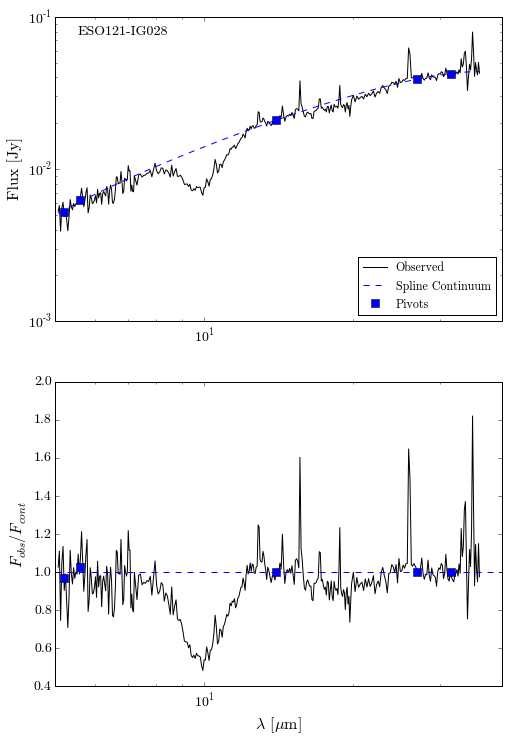 ESO121-IG028
10⁻¹
10⁻²
10⁻³
Flux [Jy]
10¹
Observed
Spline Continuum
Pivots
2.0
1.8
1.6
1.4
1.2
1.0
0.8
0.6
0.4
F_obs/F_cont
10¹
λ [μm]